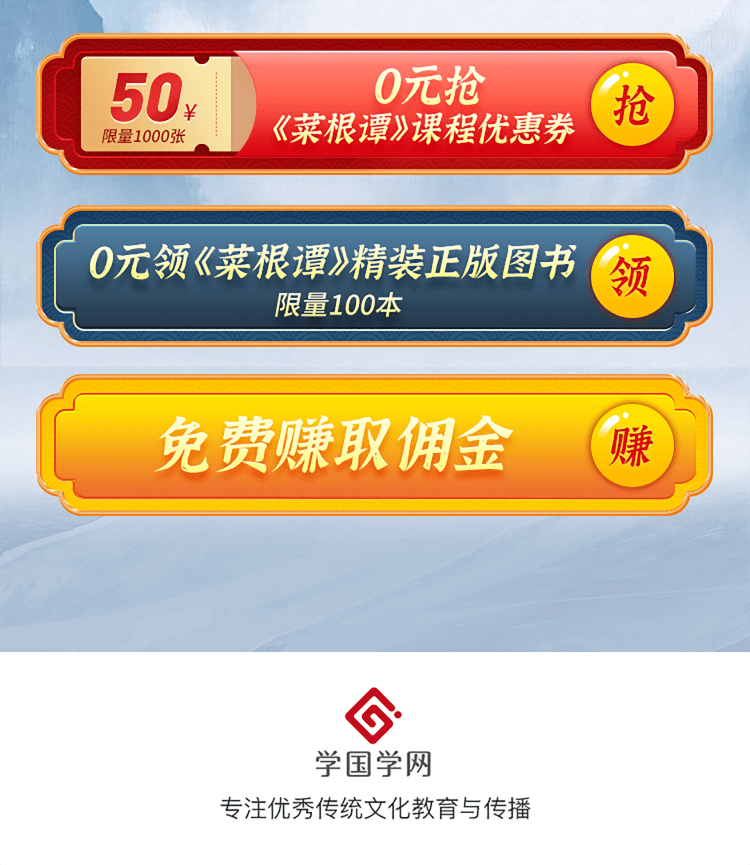 50¥
限量1000张
0元抢
《菜根谭》课程优惠券
抢
0元领《菜根谭》精装正版图书
限量100本
领
免费赚取佣金
赚
学国学网
专注优秀传统文化教育与传播